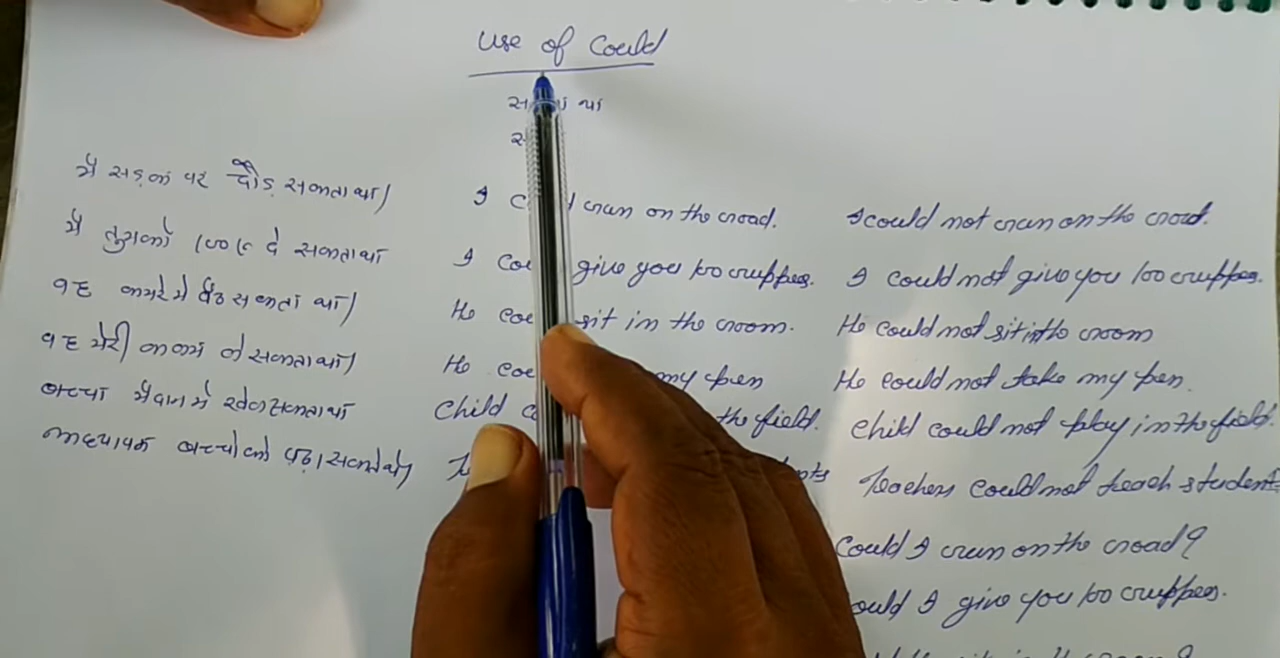 Use of Could
था
मैं सड़क पर दौड़ सकता था। I run on the road. I could not run on the road.
मैं तुमको 100 ₹ दे सकता था I give you 100 ruppes. I could not give you 100 ruppes.
वह कमरे में बैठ सकता था। He sit in the room. He could not sit in the room
वह मेरी कलम ले सकता था। He my pen He could not take my pen.
बच्चा मैदान में खेल सकता था Child the field. Child could not play in the field.
अध्यापक बच्चो को पढ़ा सकते थे। Teachers could not teach student
Could I run on the road?
I give you 100 ruppes.